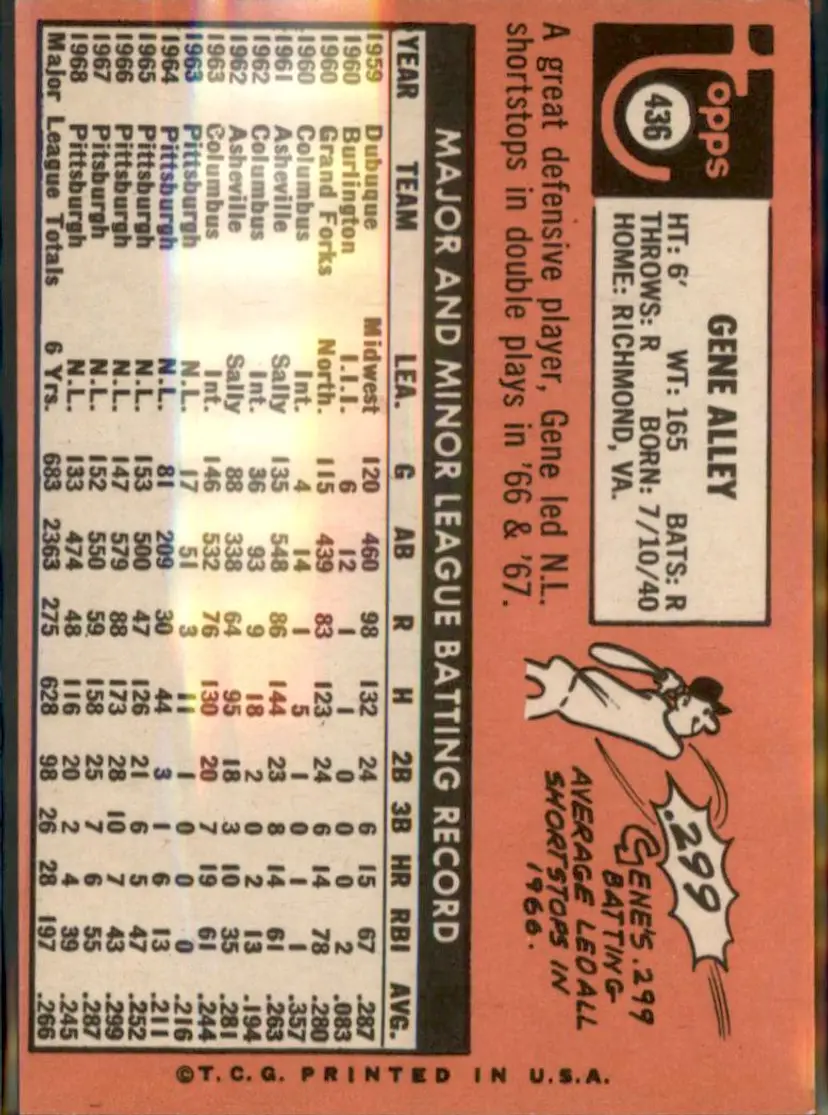 Topps
436
GENE ALLEY
HT: 6' WT: 165 BATS: R
THROWS: R BORN: 7/10/40
HOME: RICHMOND, VA.
.299
GENE'S .299
BATTING-
AVERAGE LED ALL
SHORTSTOPS IN
1966.
A great defensive player, Gene led N.L.
shortstops in double plays in '66 & '67.
MAJOR AND MINOR LEAGUE BATTING RECORD
YEAR TEAM LEA. G AB R H 2B 3B HR RBI AVG.
1959 Dubuque Midwest 120 460 98 132 24 6 15 67 .287
1960 Burlington I.I.I. 6 12 1 1 0 0 0 2 .083
1960 Grand Forks North. 115 439 83 123 24 6 14 78 .280
1960 Columbus Int. 4 14 1 5 1 0 1 1 .357
1961 Asheville Sally 135 548 86 144 23 8 14 61 .263
1962 Columbus Int. 36 93 9 18 2 0 2 13 .194
1962 Asheville Sally 88 338 64 95 18 3 10 35 .281
1963 Columbus Int. 146 532 76 130 20 7 19 61 .244
1963 Pittsburgh N.L. 17 51 3 11 1 0 0 0 .216
1964 Pittsburgh N.L. 81 209 30 44 3 1 6 13 .211
1965 Pittsburgh N.L. 153 500 47 126 21 6 5 47 .252
1966 Pittsburgh N.L. 147 579 88 173 28 10 7 43 .299
1967 Pittsburgh N.L. 152 550 59 158 25 7 6 55 .287
1968 Pittsburgh N.L. 133 474 48 116 20 2 4 39 .245
Major League Totals 6 Yrs. 683 2363 275 628 98 26 28 197 .266
©T.C.G. PRINTED IN U.S.A.